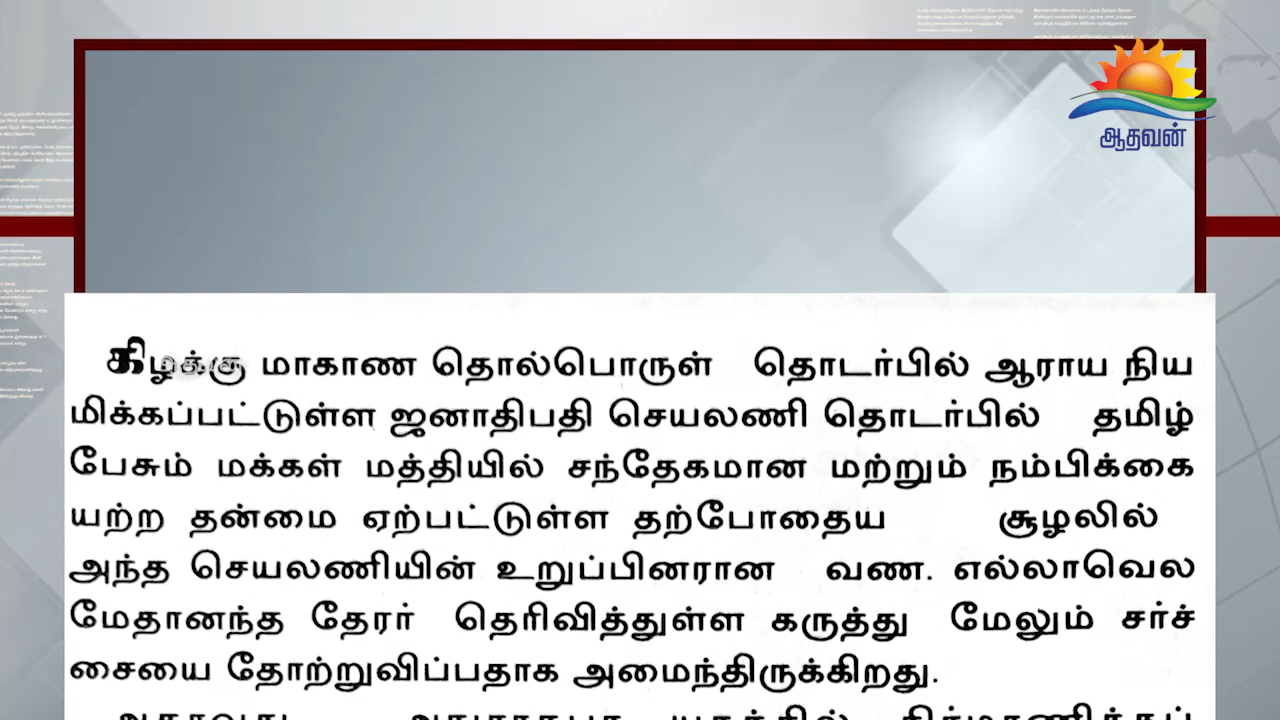 ஆதவன்
கிழக்கு மாகாண தொல்பொருள் தொடர்பில் ஆராய நிய
மிக்கப்பட்டுள்ள ஜனாதிபதி செயலணி தொடர்பில் தமிழ்
பேசும் மக்கள் மத்தியில் சந்தேகமான மற்றும் நம்பிக்கை
யற்ற தன்மை ஏற்பட்டுள்ள தற்போதைய சூழலில்
அந்த செயலணியின் உறுப்பினரான வண. எல்லாவெல
மேதானந்த தேரர் தெரிவித்துள்ள கருத்து மேலும் சர்ச்
சையை தோற்றுவிப்பதாக அமைந்திருக்கிறது.